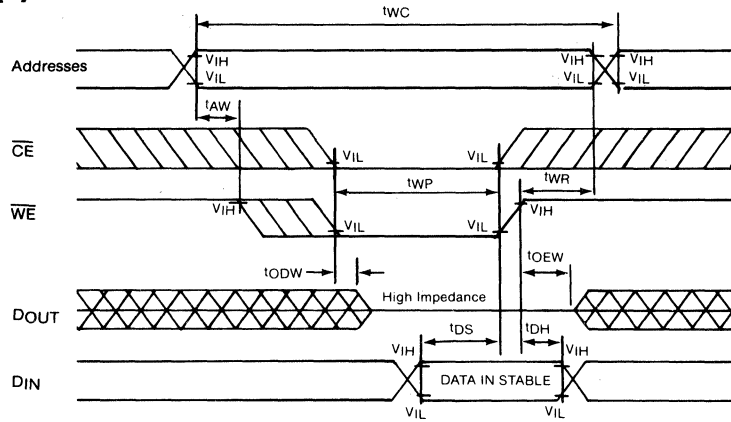 tWC
Addresses VIH VIH VIH
VIL VIL VIL
tAW
CE VIL VIL
tWP tWR
WE VIH VIH
VIL VIL
tODW tOEW
DOUT High Impedance
tDS tDH
VIH VIH
DIN DATA IN STABLE
VIL VIL